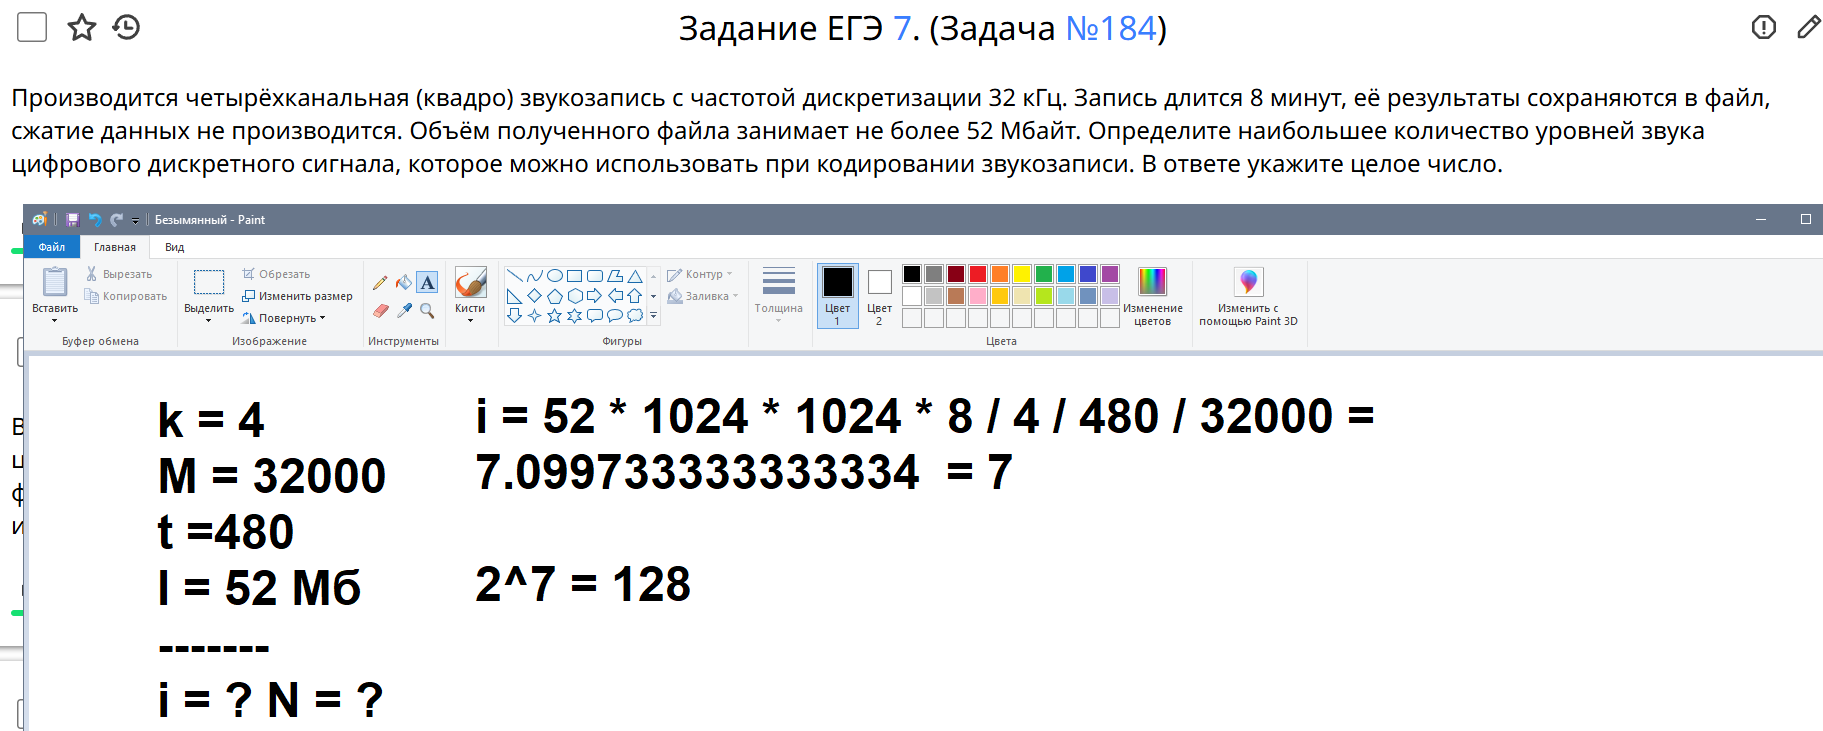 Задание ЕГЭ 7. (Задача №184)
Производится четырёхканальная (квадро) звукозапись с частотой дискретизации 32 кГц. Запись длится 8 минут, её результаты сохраняются в файл,
сжатие данных не производится. Объём полученного файла занимает не более 52 Мбайт. Определите наибольшее количество уровней звука
цифрового дискретного сигнала, которое можно использовать при кодировании звукозаписи. В ответе укажите целое число.
Безымянный - Paint
Файл Главная Вид
Вставить
Вырезать
Копировать
Буфер обмена
Выделить
Обрезать
Изменить размер
Повернуть
Изображение
A
Инструменты
Кисти
Контур
Заливка
Фигуры
Толщина
Цвет
1
Цвет
2
Изменение
цветов
Цвета
Изменить с
помощью Paint 3D
k = 4
M = 32000
t =480
I = 52 Мб
-------
i = ? N = ?
i = 52 * 1024 * 1024 * 8 / 4 / 480 / 32000 =
7.099733333333334 = 7
2^7 = 128
В
ц
ф
и